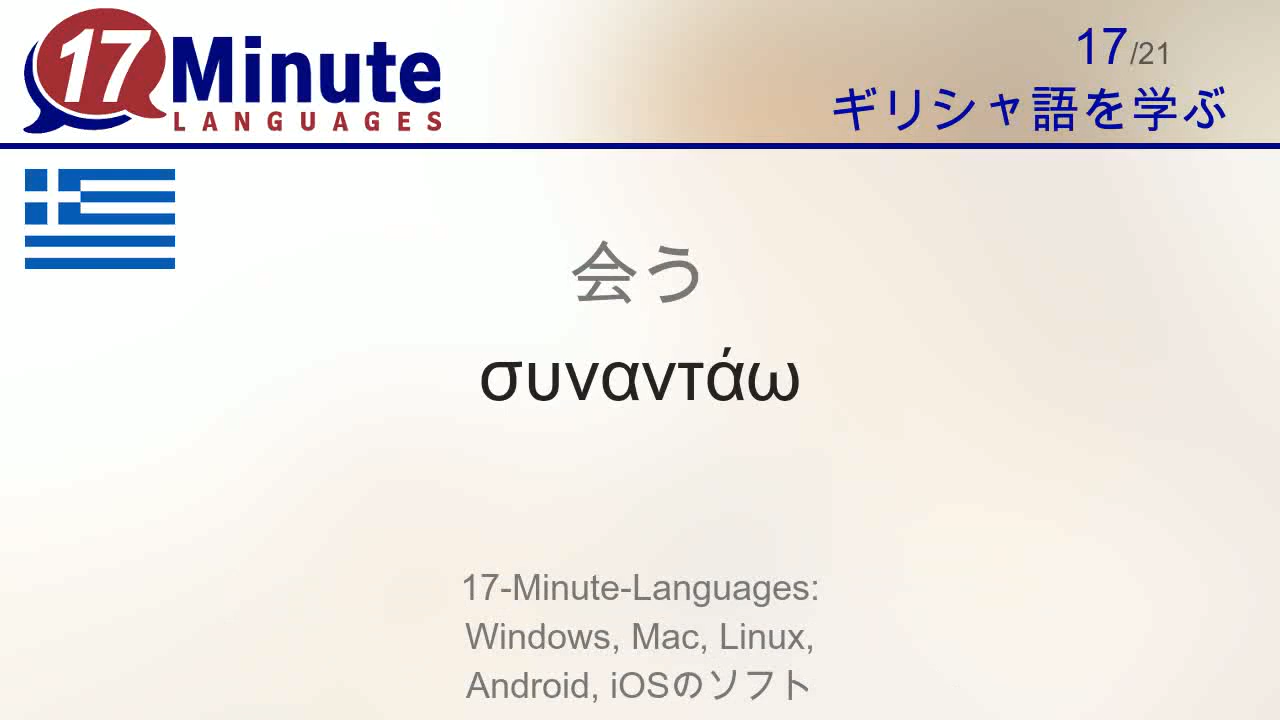 17 Minute
LANGUAGES
17/21
ギリシャ語を学ぶ
会う
συναντάω
17-Minute-Languages:
Windows, Mac, Linux,
Android, iOSのソフト